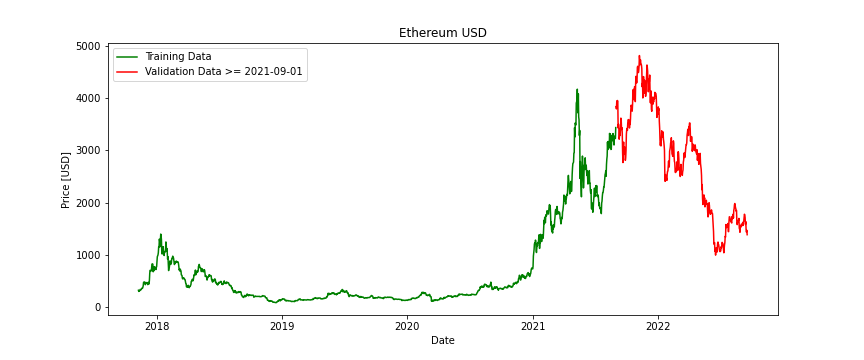 Ethereum USD
Training Data
Validation Data >= 2021-09-01
Price [USD]
5000
4000
3000
2000
1000
0
2018 2019 2020 2021 2022
Date